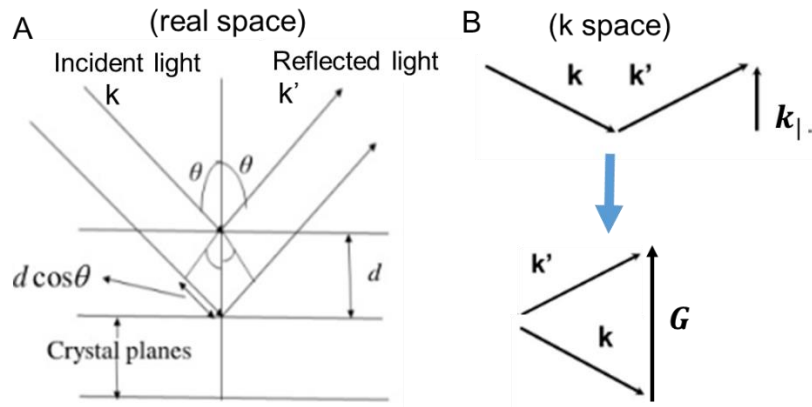 A
(real space)
Incident light
k
Reflected light
k'
θ
θ
d cosθ
d
Crystal planes
B
(k space)
k
k'
k|.
k'
k
G